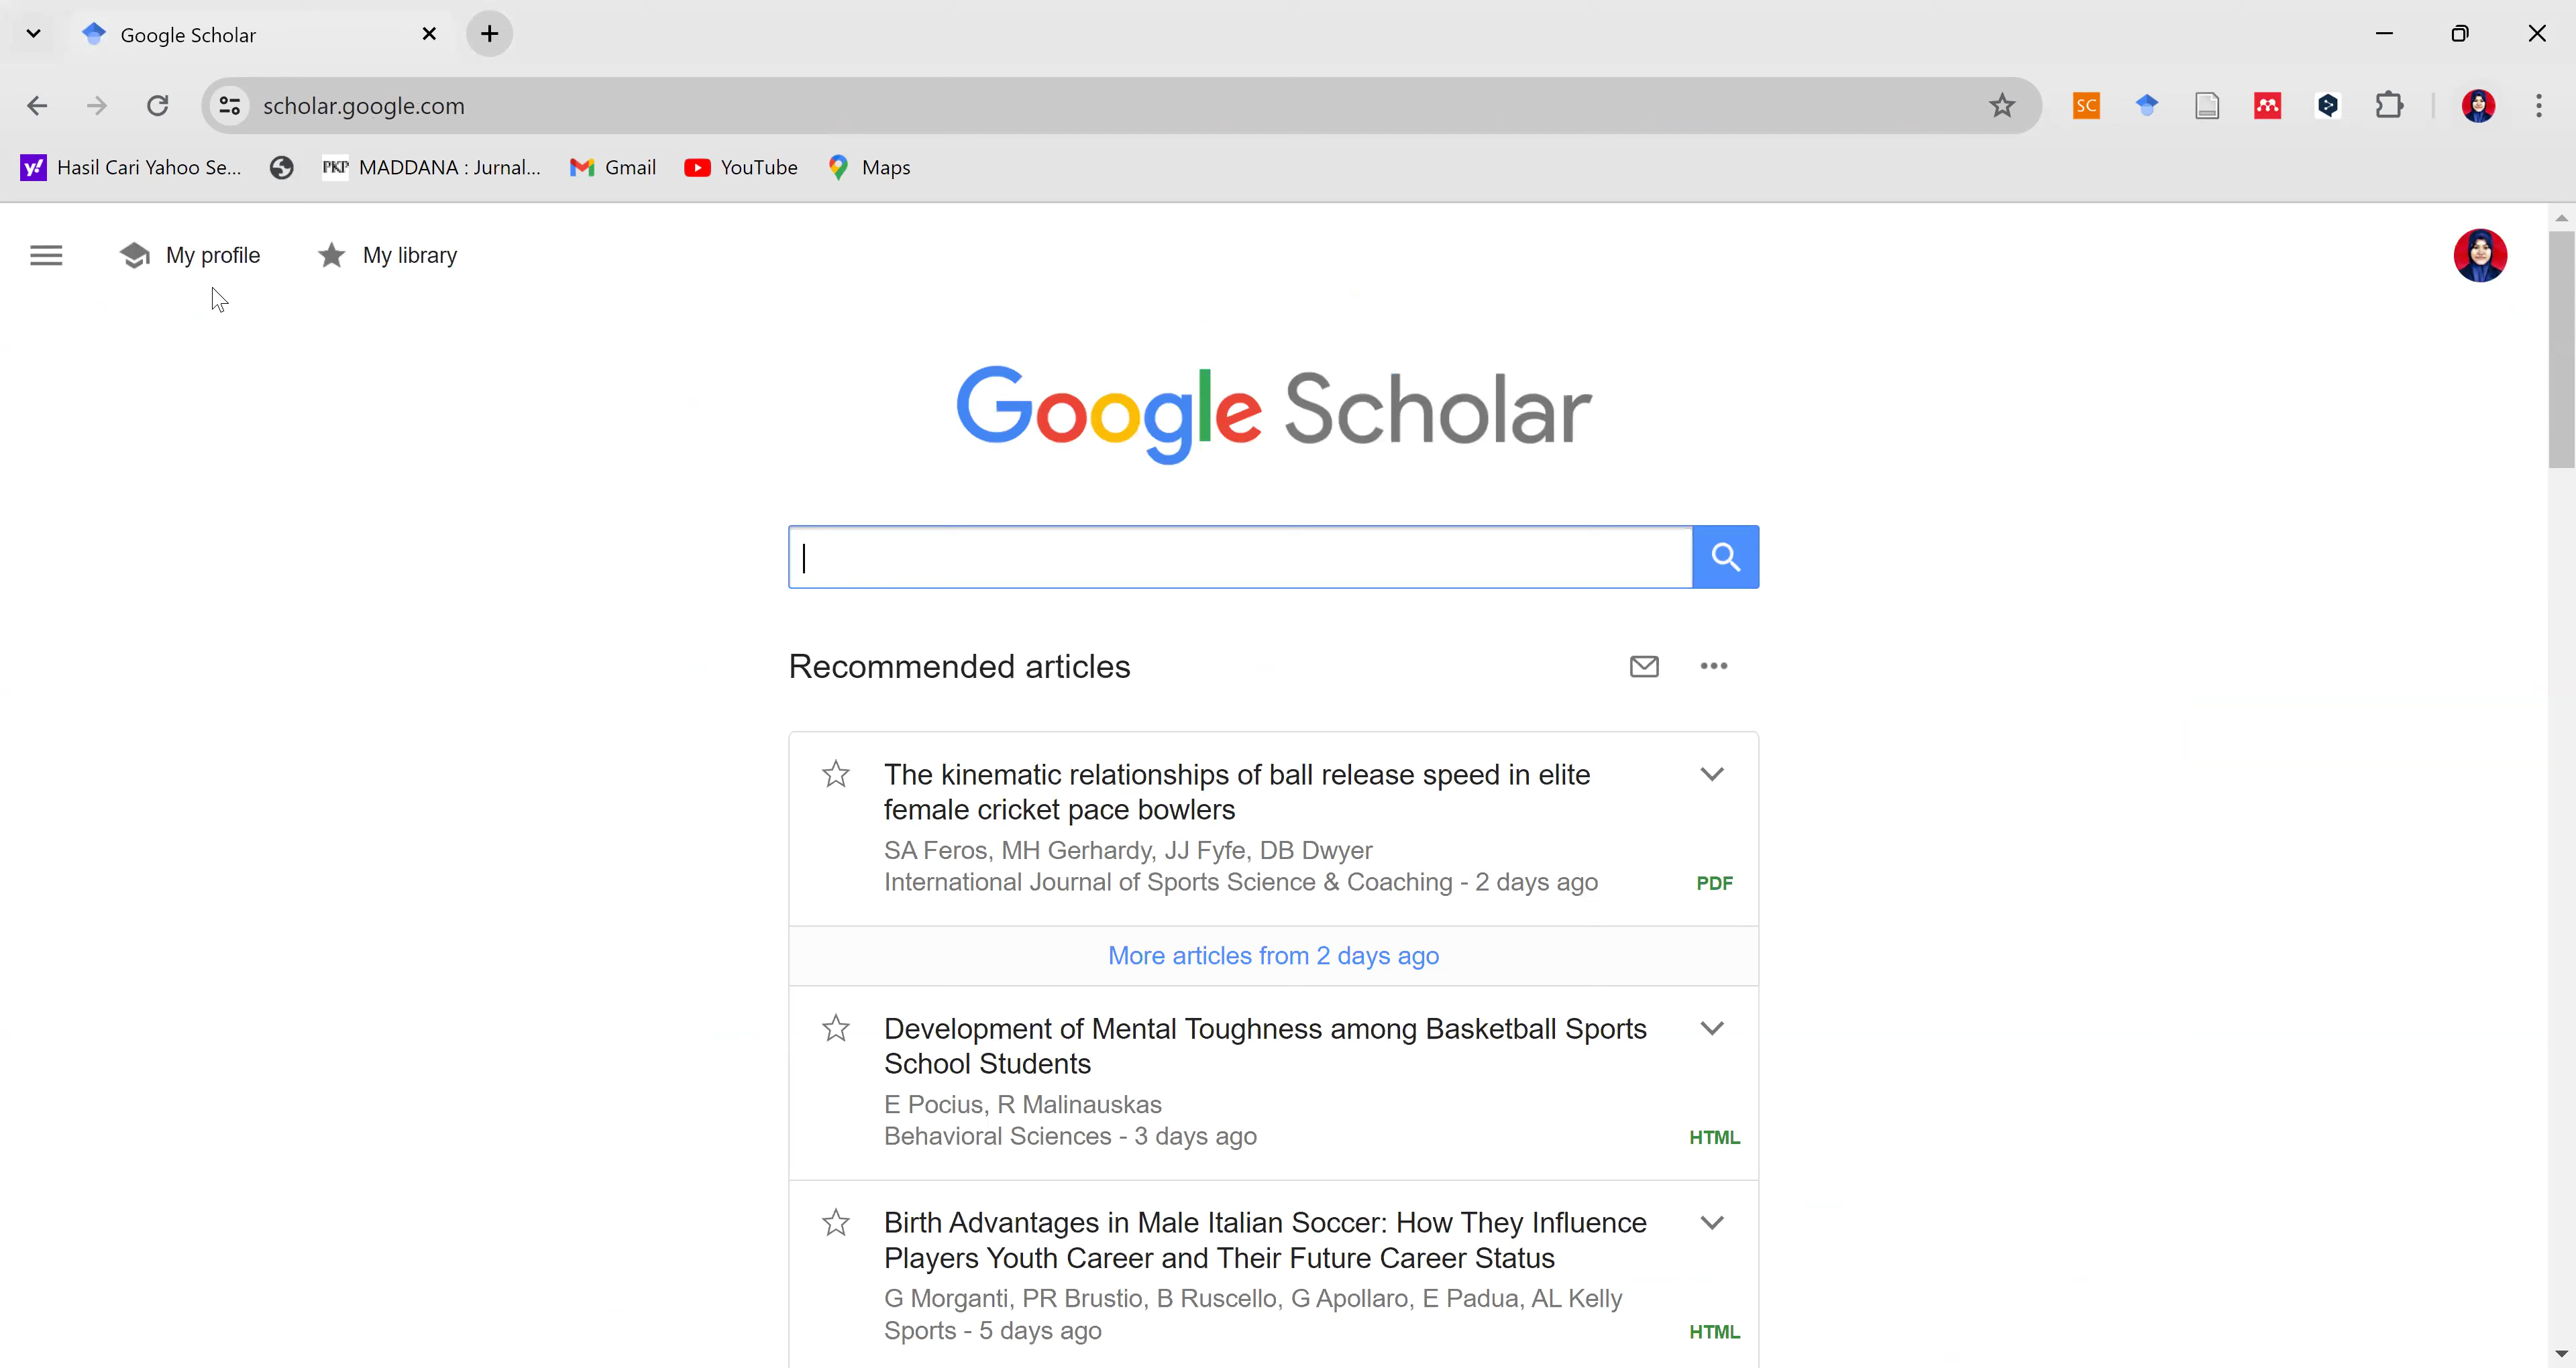 Google Scholar
scholar.google.com
SC
y! Hasil Cari Yahoo Se... PKP MADDANA : Jurnal... Gmail YouTube Maps
My profile My library
Google Scholar
Recommended articles
The kinematic relationships of ball release speed in elite
female cricket pace bowlers
SA Feros, MH Gerhardy, JJ Fyfe, DB Dwyer
International Journal of Sports Science & Coaching - 2 days ago PDF
More articles from 2 days ago
Development of Mental Toughness among Basketball Sports
School Students
E Pocius, R Malinauskas
Behavioral Sciences - 3 days ago HTML
Birth Advantages in Male Italian Soccer: How They Influence
Players Youth Career and Their Future Career Status
G Morganti, PR Brustio, B Ruscello, G Apollaro, E Padua, AL Kelly
Sports - 5 days ago HTML